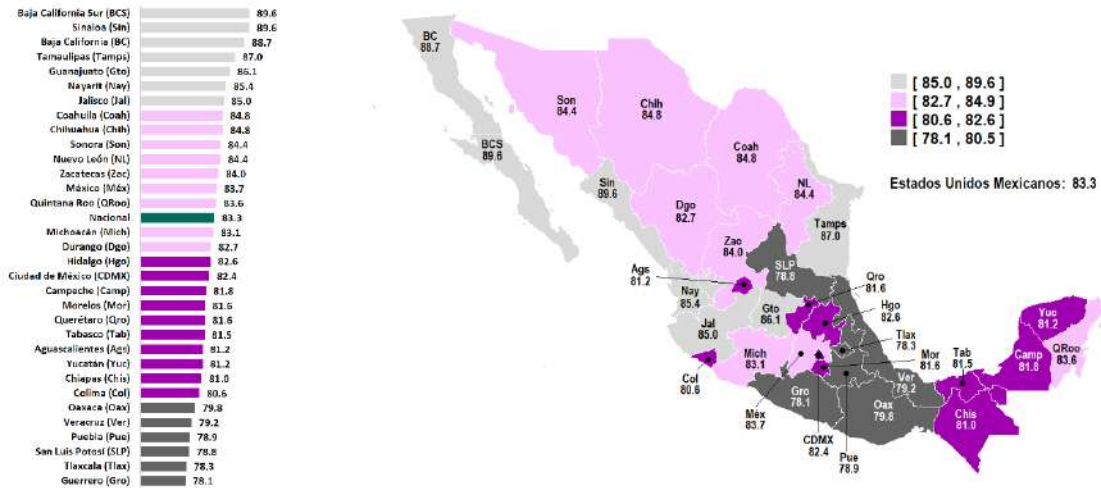 Baja California Sur (BCS) 89.6
Sinaloa (Sin) 89.6
Baja California (BC) 88.7
Tamaulipas (Tamps) 87.0
Guanajuato (Gto) 86.1
Nayarit (Nay) 85.4
Jalisco (Jal) 85.0
Coahuila (Coah) 84.8
Chihuahua (Chih) 84.8
Sonora (Son) 84.4
Nuevo León (NL) 84.4
Zacatecas (Zac) 84.0
México (Méx) 83.7
Quintana Roo (QRoo) 83.6
Nacional 83.3
Michoacán (Mich) 83.1
Durango (Dgo) 82.7
Hidalgo (Hgo) 82.6
Ciudad de México (CDMX) 82.4
Campeche (Camp) 81.8
Morelos (Mor) 81.6
Querétaro (Qro) 81.6
Tabasco (Tab) 81.5
Aguascalientes (Ags) 81.2
Yucatán (Yuc) 81.2
Chiapas (Chis) 81.0
Colima (Col) 80.6
Oaxaca (Oax) 79.8
Veracruz (Ver) 79.2
Puebla (Pue) 78.9
San Luis Potosí (SLP) 78.8
Tlaxcala (Tlax) 78.3
Guerrero (Gro) 78.1
BC
88.7
Son
84.4
Chih
84.8
BCS
89.6
Coah
84.8
Sin
89.6
NL
84.4
Dgo
82.7
Tamps
87.0
Zac
84.0
SLP
78.8
Ags
81.2
Nay
85.4
Gto
86.1
Qro
81.6
Hgo
82.6
Jal
85.0
Tlax
78.3
Mich
83.1
Mor
81.6
Col
80.6
Gro
78.1
Méx
83.7
CDMX
82.4
Pue
78.9
Oax
79.8
Ver
79.2
Tab
81.5
Chis
81.0
Camp
81.8
Yuc
81.2
QRoo
83.6
[ 85.0 , 89.6 ]
[ 82.7 , 84.9 ]
[ 80.6 , 82.6 ]
[ 78.1 , 80.5 ]
Estados Unidos Mexicanos: 83.3